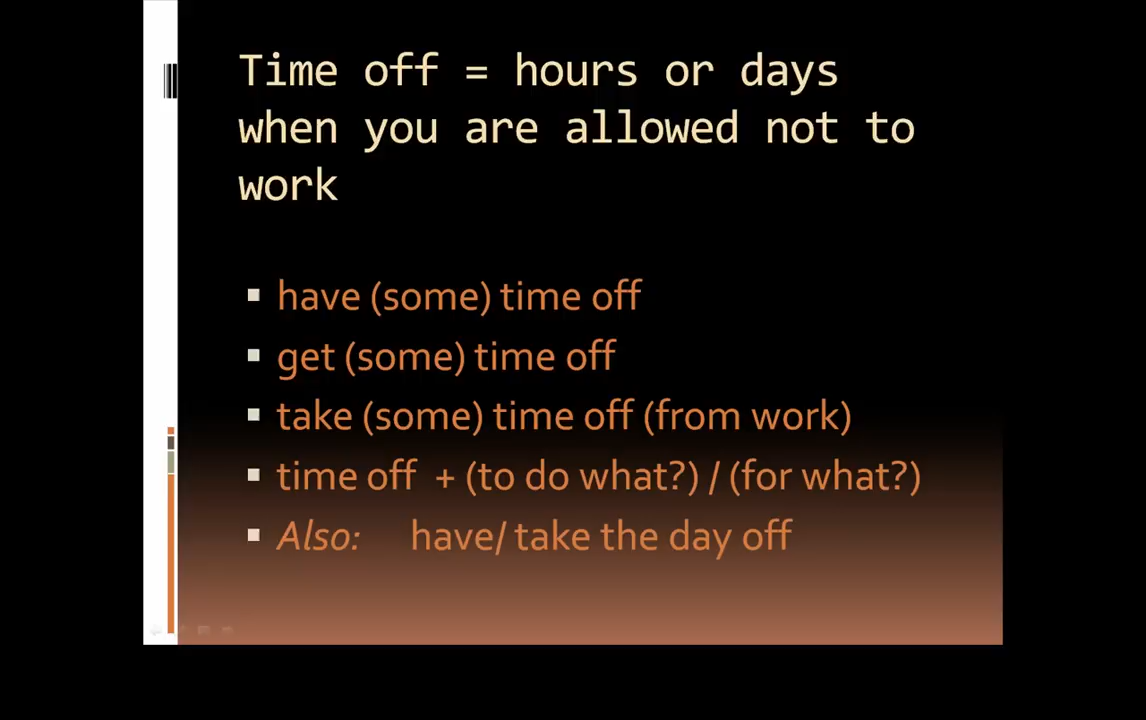 Time off = hours or days
when you are allowed not to
work
have (some) time off
get (some) time off
take (some) time off (from work)
time off + (to do what?) / (for what?)
Also: have/ take the day off